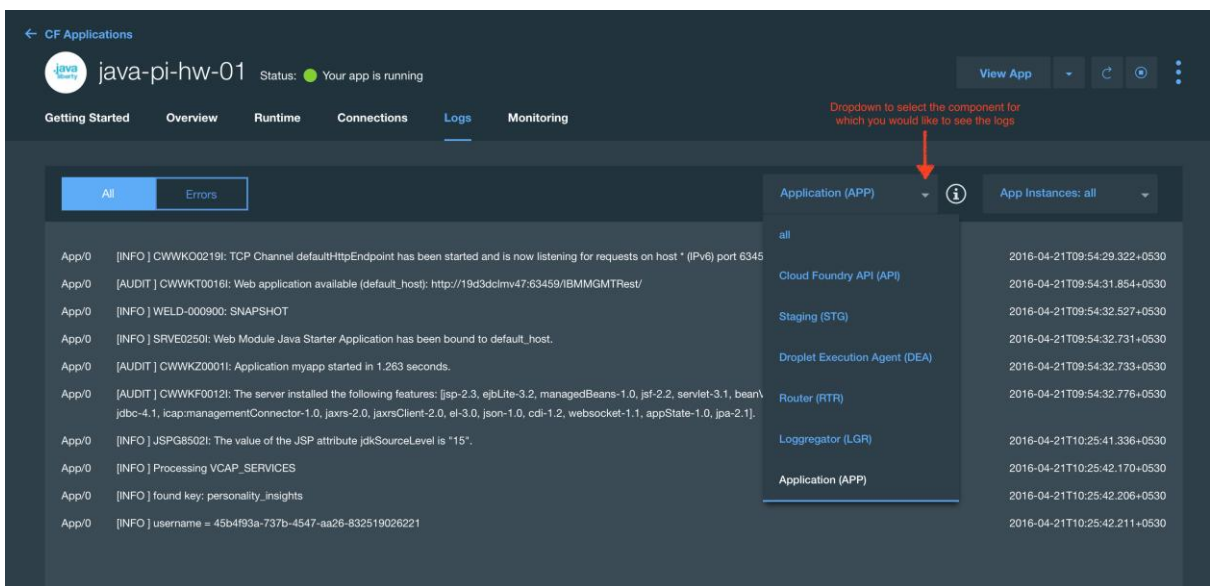 ← CF Applications
java liberty
java-pi-hw-01 Status: Your app is running
View App
Getting Started Overview Runtime Connections Logs Monitoring
Dropdown to select the component for
which you would like to see the logs
All Errors
Application (APP)
App Instances: all
all
Cloud Foundry API (API)
Staging (STG)
Droplet Execution Agent (DEA)
Router (RTR)
Loggregator (LGR)
Application (APP)
App/0 [INFO ] CWWKO0219I: TCP Channel defaultHttpEndpoint has been started and is now listening for requests on host * (IPv6) port 6345 2016-04-21T09:54:29.322+0530
App/0 [AUDIT ] CWWKT0016I: Web application available (default_host): http://19d3dclmv47:63459/IBMMGMTRest/ 2016-04-21T09:54:31.854+0530
App/0 [INFO ] WELD-000900: SNAPSHOT 2016-04-21T09:54:32.527+0530
App/0 [INFO ] SRVE0250I: Web Module Java Starter Application has been bound to default_host. 2016-04-21T09:54:32.731+0530
App/0 [AUDIT ] CWWKZ0001I: Application myapp started in 1.263 seconds. 2016-04-21T09:54:32.733+0530
App/0 [AUDIT ] CWWKF0012I: The server installed the following features: [jsp-2.3, ejbLite-3.2, managedBeans-1.0, jsf-2.2, servlet-3.1, bean 2016-04-21T09:54:32.776+0530
jdbc-4.1, icap:managementConnector-1.0, jaxrs-2.0, jaxrsClient-2.0, el-3.0, json-1.0, cdi-1.2, websocket-1.1, appState-1.0, jpa-2.1].
App/0 [INFO ] JSPG8502I: The value of the JSP attribute jdkSourceLevel is "15". 2016-04-21T10:25:41.336+0530
App/0 [INFO ] Processing VCAP_SERVICES 2016-04-21T10:25:42.170+0530
App/0 [INFO ] found key: personality_insights 2016-04-21T10:25:42.206+0530
App/0 [INFO ] username = 45b4f93a-737b-4547-aa26-832519026221 2016-04-21T10:25:42.211+0530